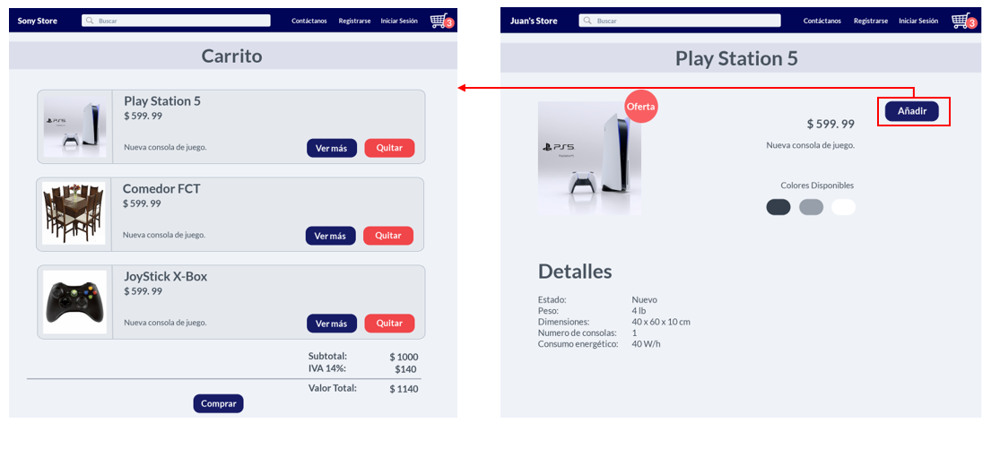 Sony Store
Buscar
Contáctanos
Registrarse
Iniciar Sesión
3
Carrito
Play Station 5
$ 599. 99
Nueva consola de juego.
Ver más
Quitar
PS5
Comedor FCT
$ 599. 99
Nueva consola de juego.
Ver más
Quitar
JoyStick X-Box
$ 599. 99
Nueva consola de juego.
Ver más
Quitar
Subtotal: $ 1000
IVA 14%: $140
Valor Total: $ 1140
Comprar
Juan's Store
Buscar
Contáctanos
Registrarse
Iniciar Sesión
3
Play Station 5
Oferta
PS5
Añadir
$ 599. 99
Nueva consola de juego.
Colores Disponibles
Detalles
Estado: Nuevo
Peso: 4 lb
Dimensiones: 40 x 60 x 10 cm
Numero de consolas: 1
Consumo energético: 40 W/h